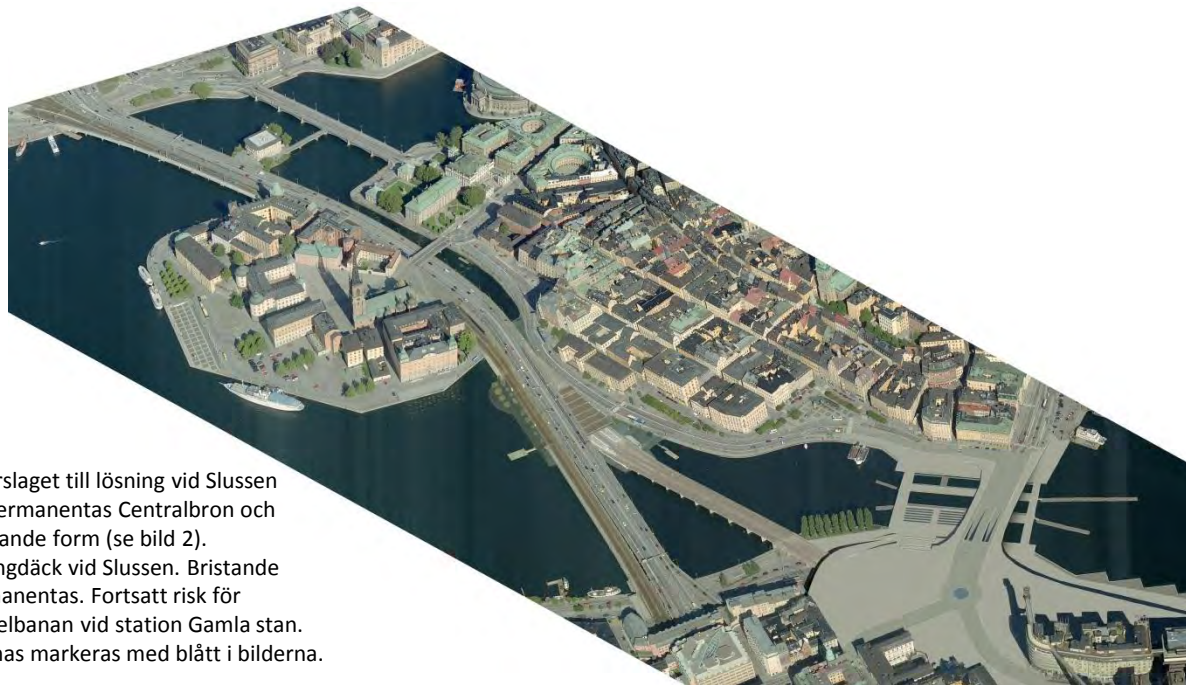 rslaget till lösning vid Slussen
ermanentas Centralbron och
ande form (se bild 2).
ngdäck vid Slussen. Bristande
anentas. Fortsatt risk för
elbanan vid station Gamla stan.
nas markeras med blått i bilderna.